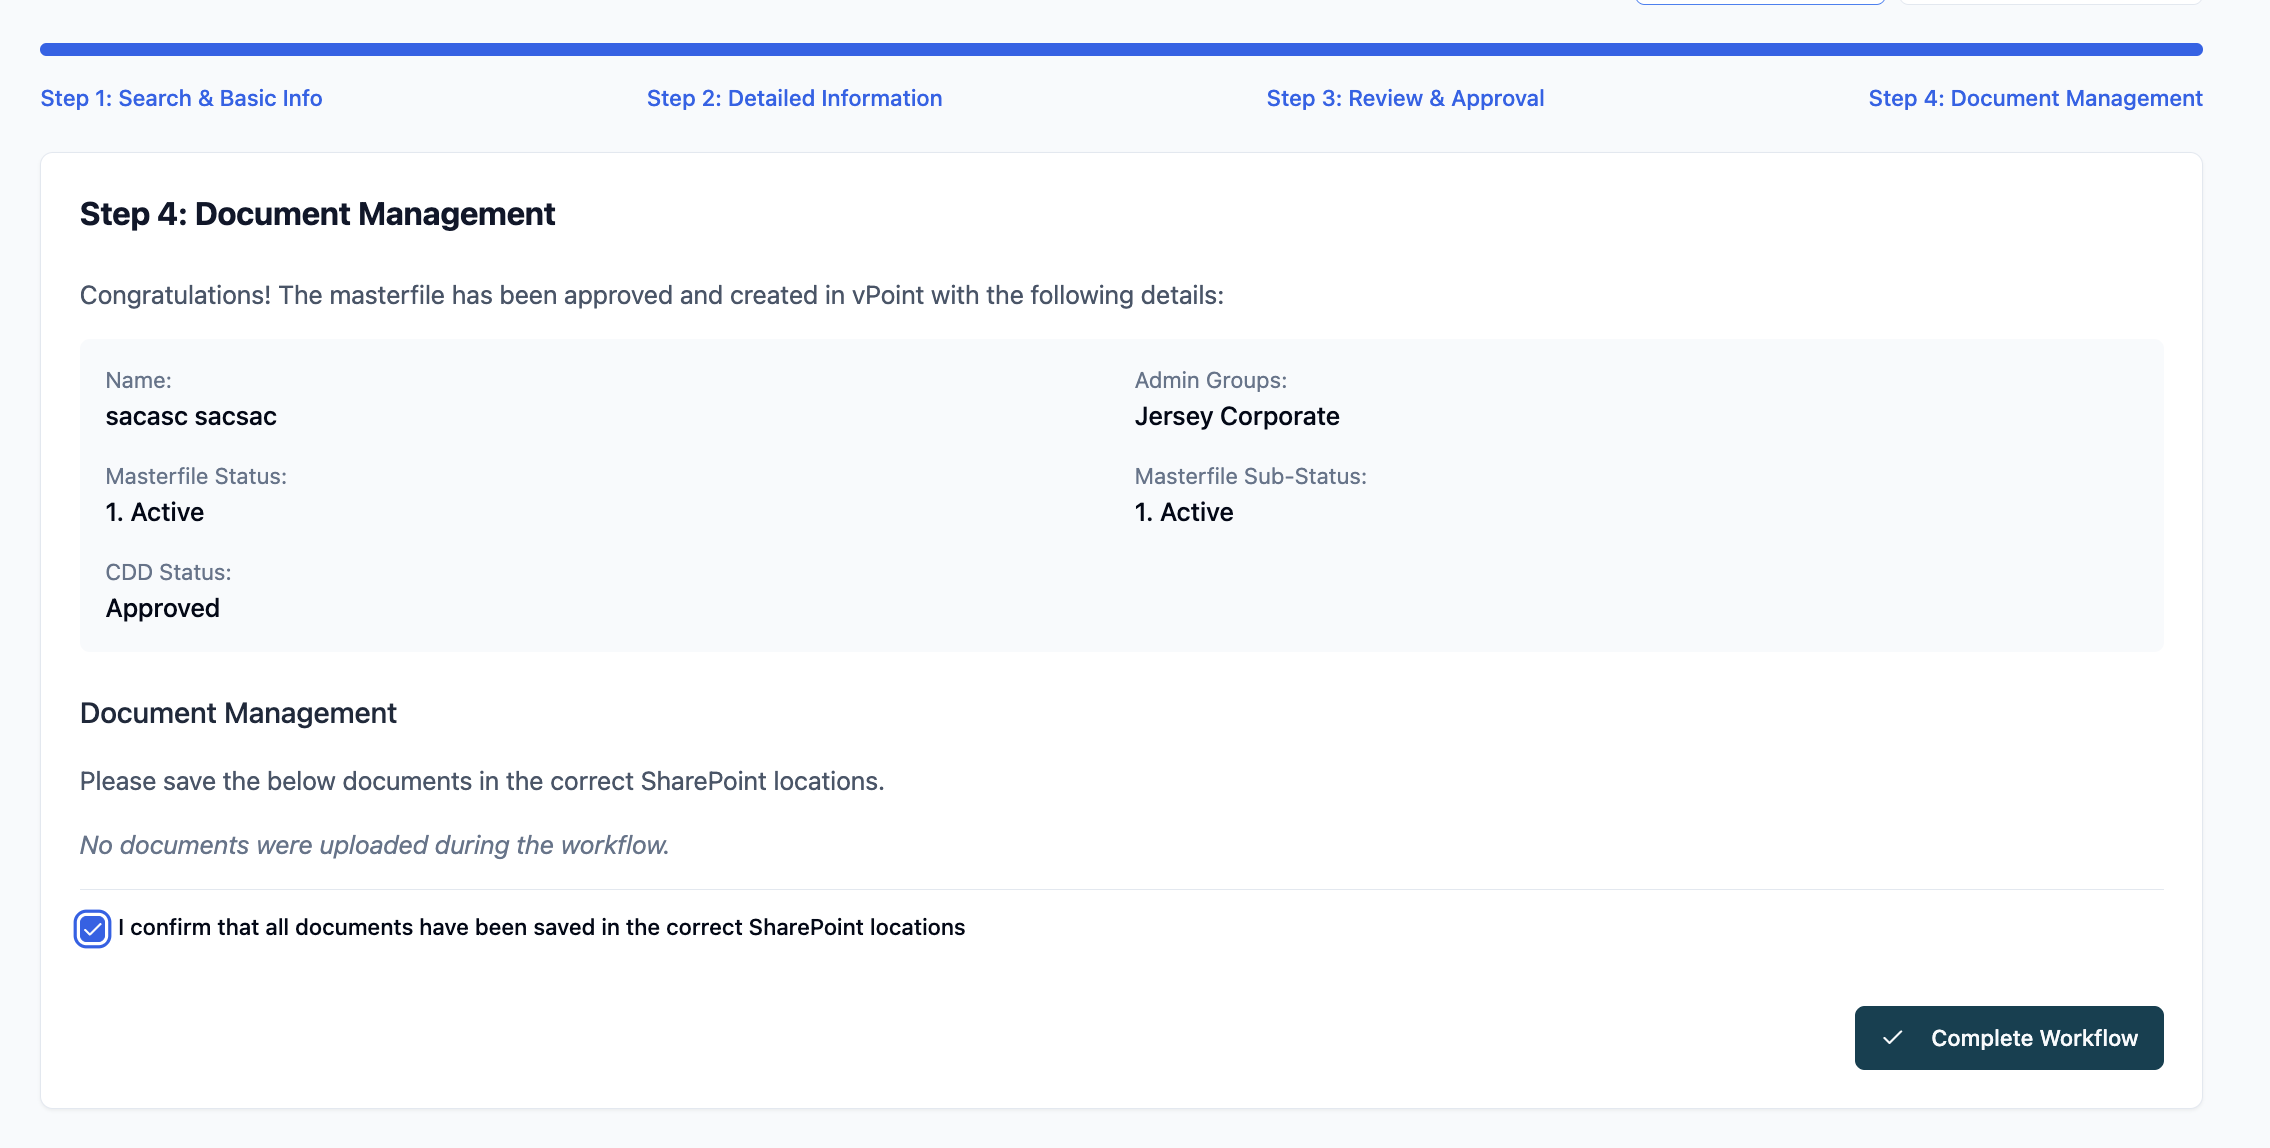 Step 1: Search & Basic Info
Step 2: Detailed Information
Step 3: Review & Approval
Step 4: Document Management
Step 4: Document Management
Congratulations! The masterfile has been approved and created in vPoint with the following details:
Name:
sacasc sacsac
Admin Groups:
Jersey Corporate
Masterfile Status:
1. Active
Masterfile Sub-Status:
1. Active
CDD Status:
Approved
Document Management
Please save the below documents in the correct SharePoint locations.
No documents were uploaded during the workflow.
I confirm that all documents have been saved in the correct SharePoint locations
Complete Workflow